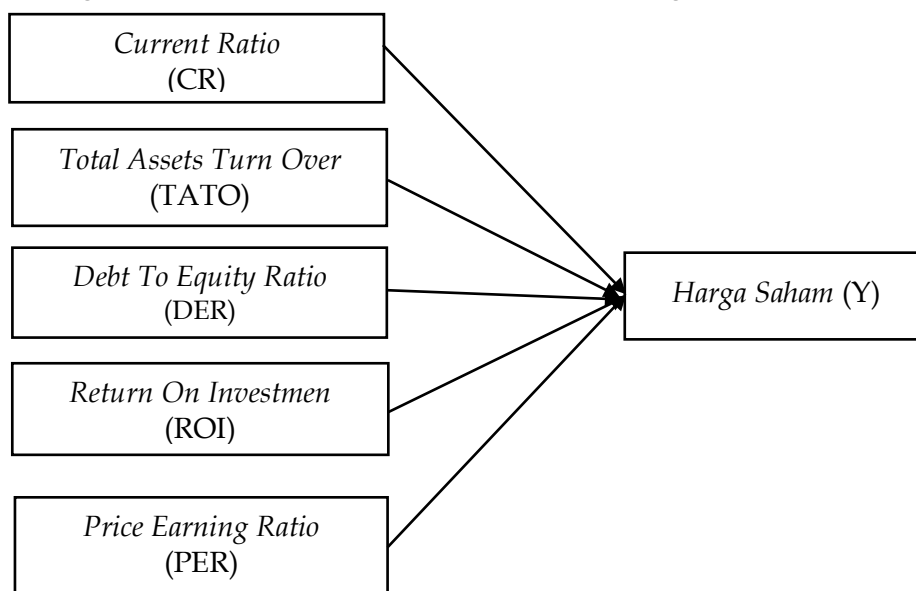 Current Ratio
(CR)
Total Assets Turn Over
(TATO)
Debt To Equity Ratio
(DER)
Harga Saham (Y)
Return On Investmen
(ROI)
Price Earning Ratio
(PER)